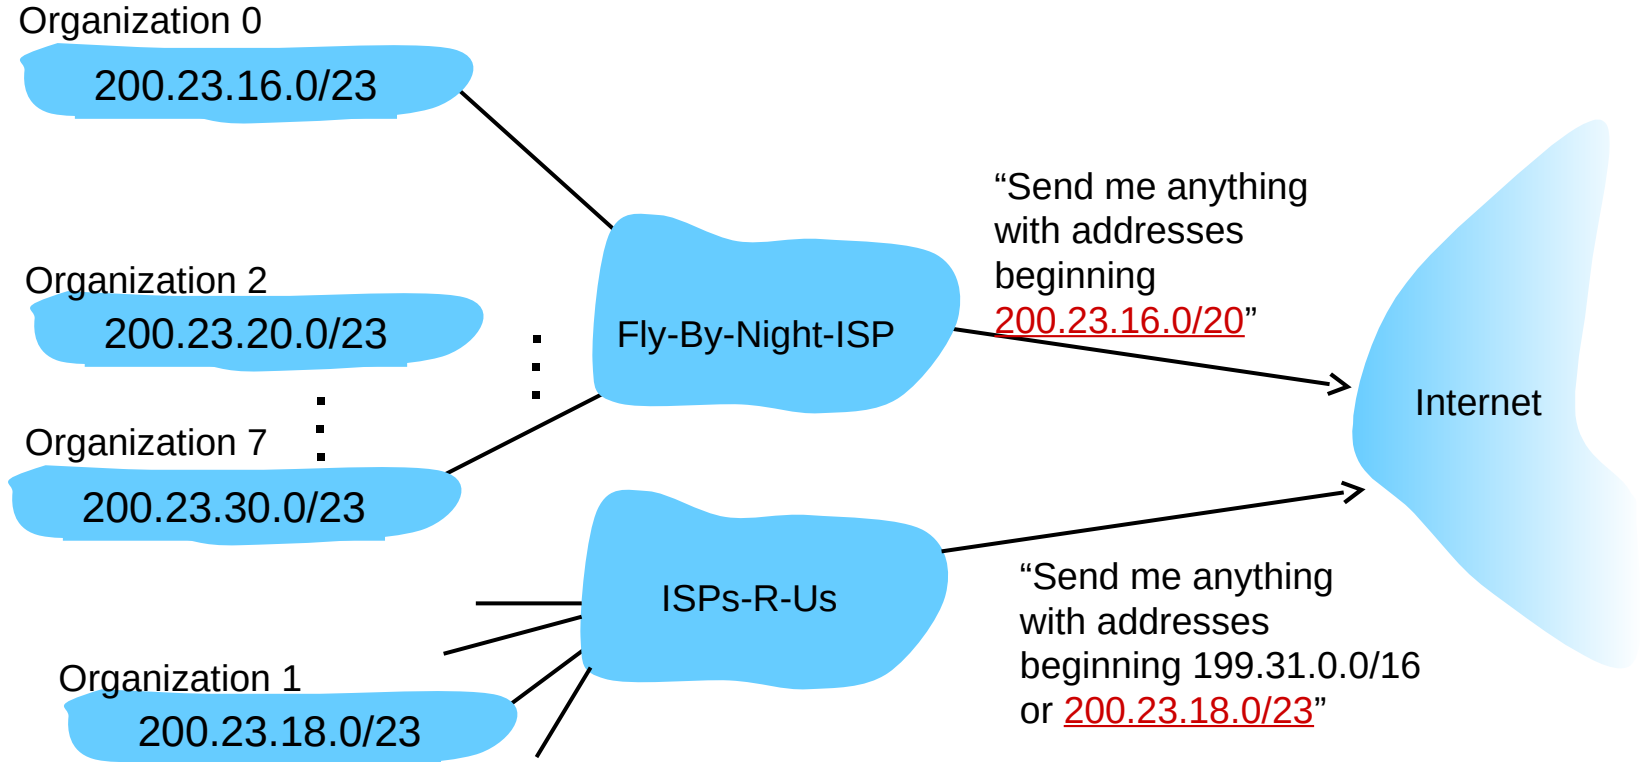 Organization 0
200.23.16.0/23
“Send me anything
with addresses
beginning
200.23.16.0/20”
Organization 2
200.23.20.0/23
Fly-By-Night-ISP
Internet
Organization 7
200.23.30.0/23
ISPs-R-Us
“Send me anything
with addresses
beginning 199.31.0.0/16
or 200.23.18.0/23”
Organization 1
200.23.18.0/23